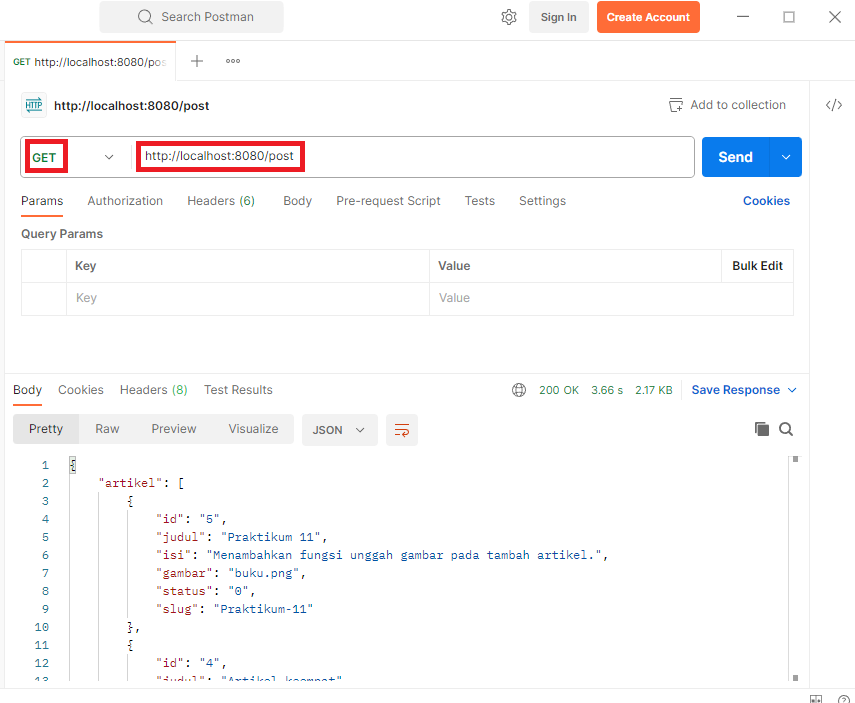 Search Postman
Sign In
Create Account
GET http://localhost:8080/pos
HTTP http://localhost:8080/post
Add to collection
</>
GET http://localhost:8080/post Send
Params Authorization Headers (6) Body Pre-request Script Tests Settings Cookies
Query Params
Key Value Bulk Edit
Key Value
Body Cookies Headers (8) Test Results 200 OK 3.66 s 2.17 KB Save Response
Pretty Raw Preview Visualize JSON
1 {
2 "artikel": [
3 {
4 "id": "5",
5 "judul": "Praktikum 11",
6 "isi": "Menambahkan fungsi unggah gambar pada tambah artikel.",
7 "gambar": "buku.png",
8 "status": "0",
9 "slug": "Praktikum-11"
10 },
11 {
12 "id": "4",
13 "judul": "Artikel keempat"